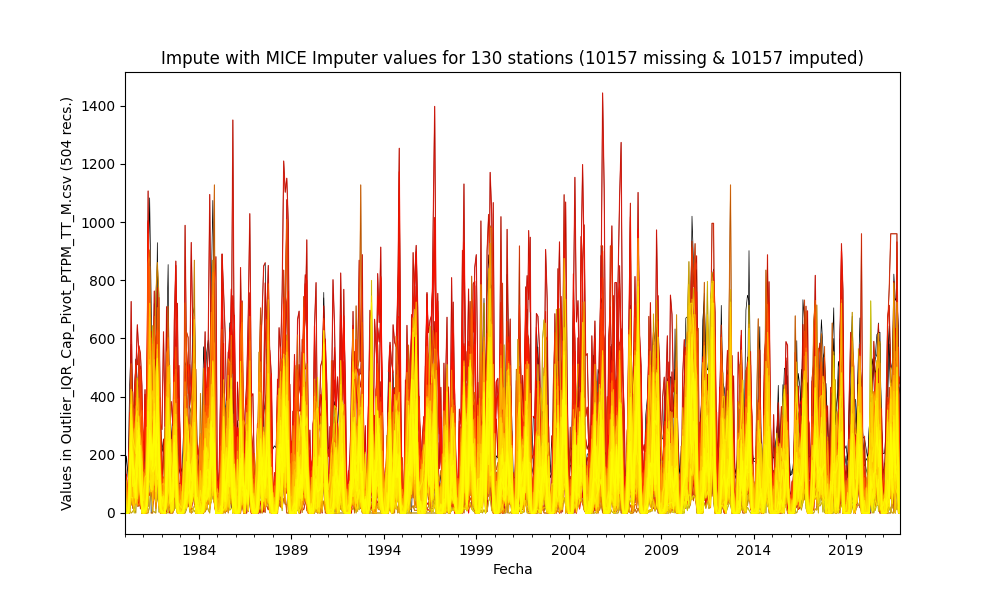 Impute with MICE Imputer values for 130 stations (10157 missing & 10157 imputed)
Values in Outlier_IQR_Cap_Pivot_PTPM_TT_M.csv (504 recs.)
1400
1200
1000
800
600
400
200
0
1984 1989 1994 1999 2004 2009 2014 2019
Fecha